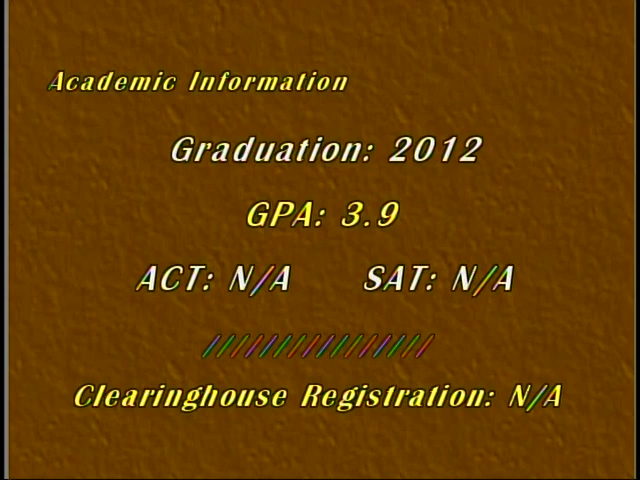 Academic Information
Graduation: 2012
GPA: 3.9
ACT: N/A SAT: N/A
////////////////
Clearinghouse Registration: N/A